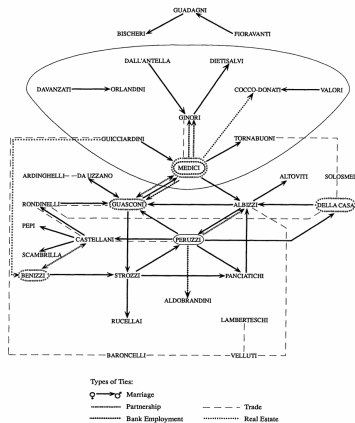 GUADAGNI
BISCHERI FIORAVANTI
DALL'ANTELLA DIETISALVI
DAVANZATI ORLANDINI COCCO-DONATI VALORI
GINORI
GUICCIARDINI TORNABUONI
MEDICI
ARDINGHELLI DA UZZANO ALTOVITI SOLOSMEI
RONDINELLI GUASCONI ALBIZZI DELLA CASA
PEPI CASTELLANI PERUZZI
SCAMBRILLA
BENIZZI STROZZI PANCIATICHI
ALDOBRANDINI
RUCELLAI LAMBERTESCHI
BARONCELLI VELLUTI
Types of Ties:
♀ ♂ Marriage
Partnership Trade
Bank Employment Real Estate